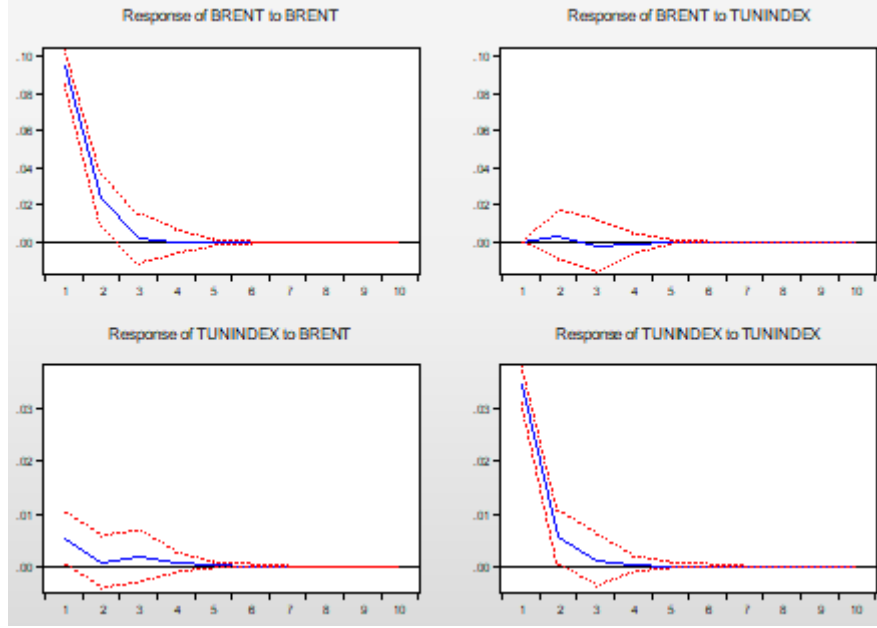 Response of BRENT to BRENT
.10
.08
.06
.04
.02
.00
1 2 3 4 5 6 7 8 9 10
Response of BRENT to TUNINDEX
.10
.08
.06
.04
.02
.00
1 2 3 4 5 6 7 8 9 10
Response of TUNINDEX to BRENT
.03
.02
.01
.00
1 2 3 4 5 6 7 8 9 10
Response of TUNINDEX to TUNINDEX
.03
.02
.01
.00
1 2 3 4 5 6 7 8 9 10